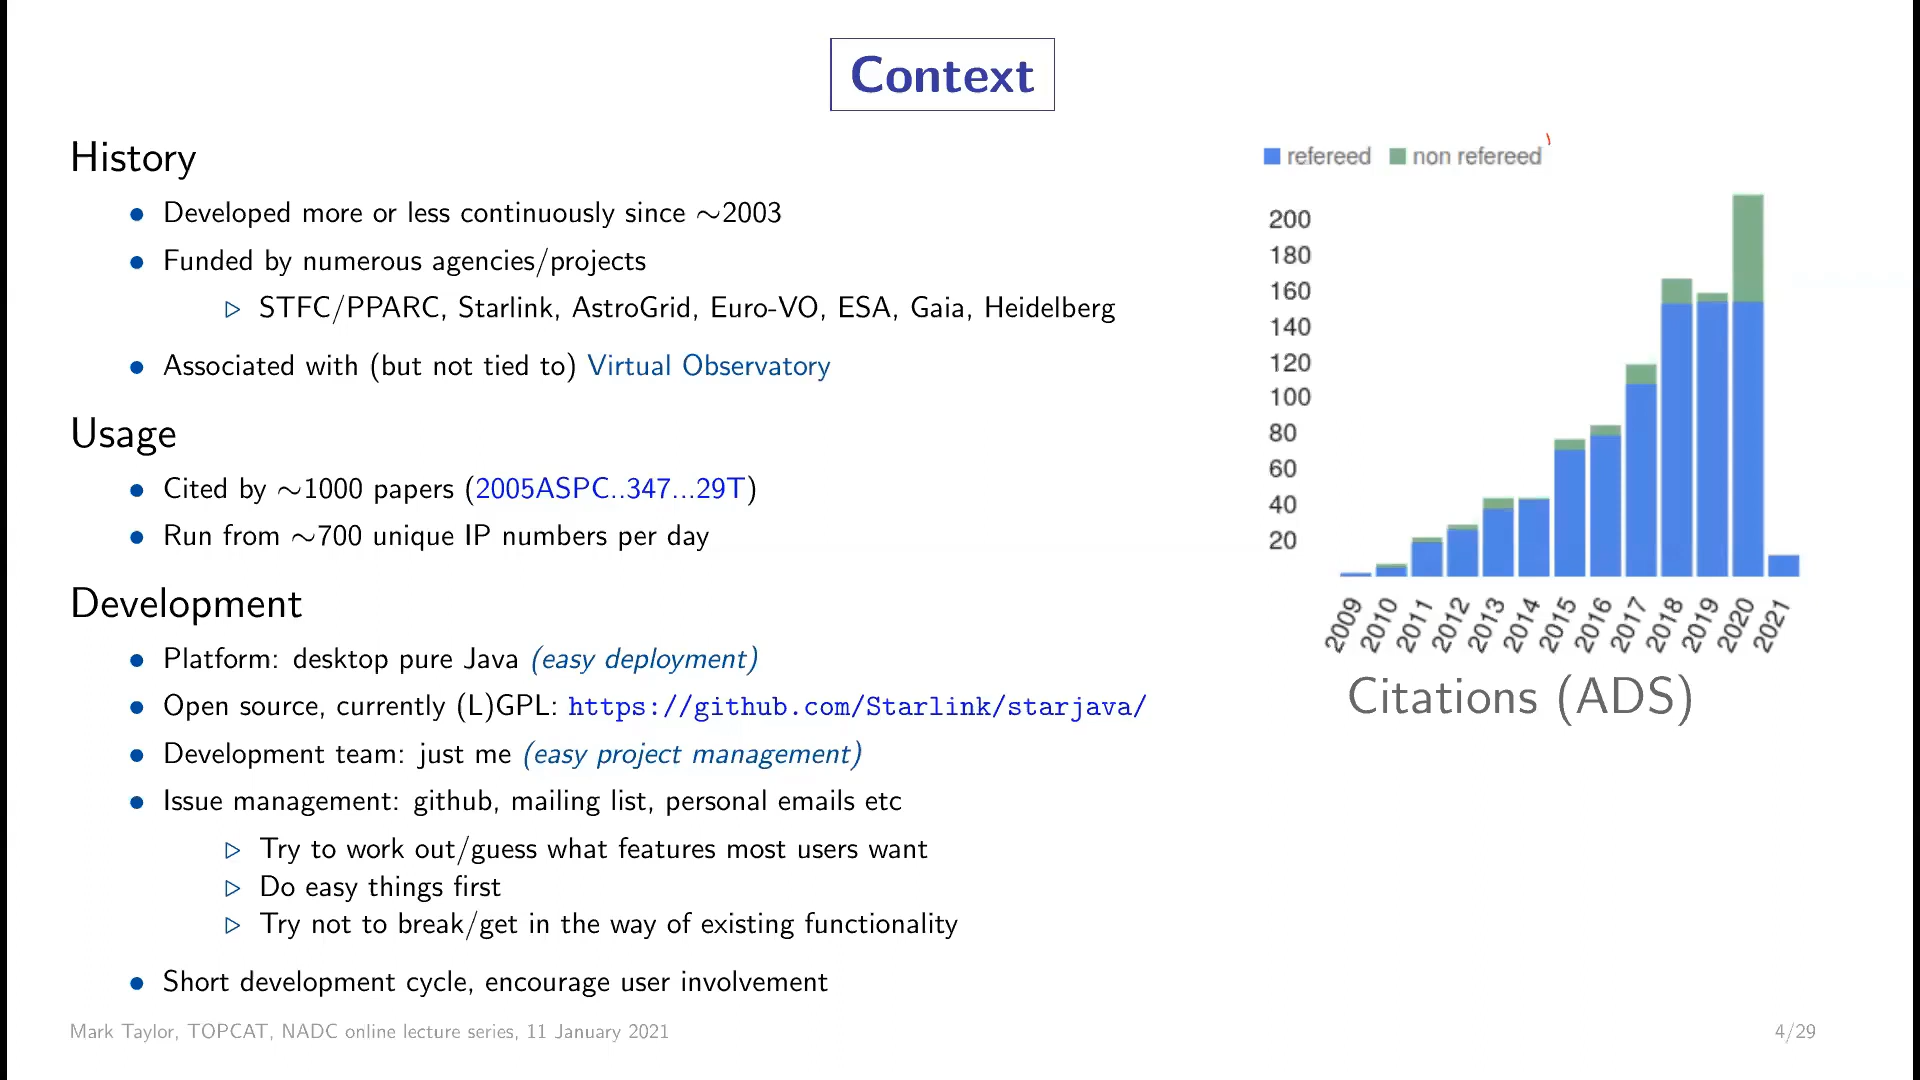 Context
History
• Developed more or less continuously since ∼2003
• Funded by numerous agencies/projects
▷ STFC/PPARC, Starlink, AstroGrid, Euro-VO, ESA, Gaia, Heidelberg
• Associated with (but not tied to) Virtual Observatory
Usage
• Cited by ∼1000 papers (2005ASPC..347...29T)
• Run from ∼700 unique IP numbers per day
Development
• Platform: desktop pure Java (easy deployment)
• Open source, currently (L)GPL: https://github.com/Starlink/starjava/
• Development team: just me (easy project management)
• Issue management: github, mailing list, personal emails etc
▷ Try to work out/guess what features most users want
▷ Do easy things first
▷ Try not to break/get in the way of existing functionality
• Short development cycle, encourage user involvement
refereed non refereed
200
180
160
140
120
100
80
60
40
20
2009 2010 2011 2012 2013 2014 2015 2016 2017 2018 2019 2020 2021
Citations (ADS)
Mark Taylor, TOPCAT, NADC online lecture series, 11 January 2021
4/29